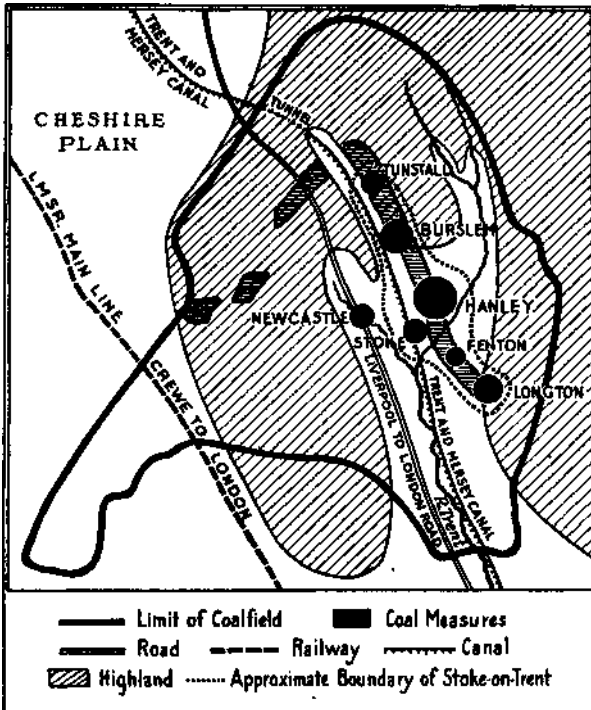 TRENT AND
MERSEY CANAL
TUNNEL
CHESHIRE
PLAIN
TUNSTALL
L.M.S.R. MAIN LINE
BURSLEM
HANLEY
NEWCASTLE
STOKE
FENTON
LONGTON
CREWE TO LONDON
LIVERPOOL TO LONDON ROAD
TRENT AND MERSEY CANAL
R. Trent
Limit of Coalfield
Coal Measures
Road
Railway
Canal
Highland
Approximate Boundary of Stoke-on-Trent